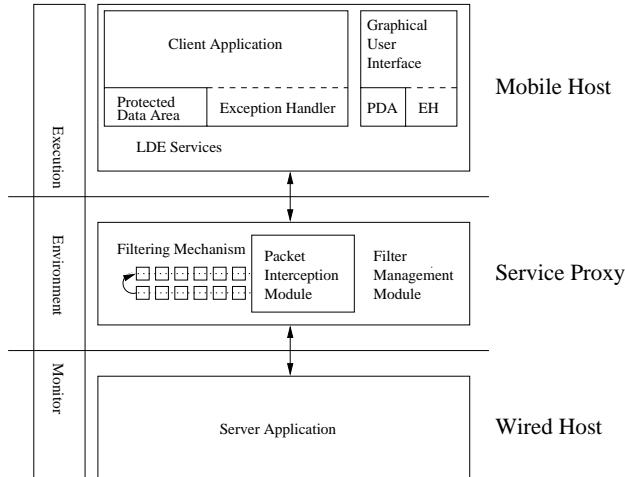 Client Application
Graphical
User
Interface
Mobile Host
Protected
Data Area
Exception Handler
PDA
EH
LDE Services
Execution
Filtering Mechanism
Packet
Interception
Module
Filter
Management
Module
Service Proxy
Environment
Monitor
Server Application
Wired Host